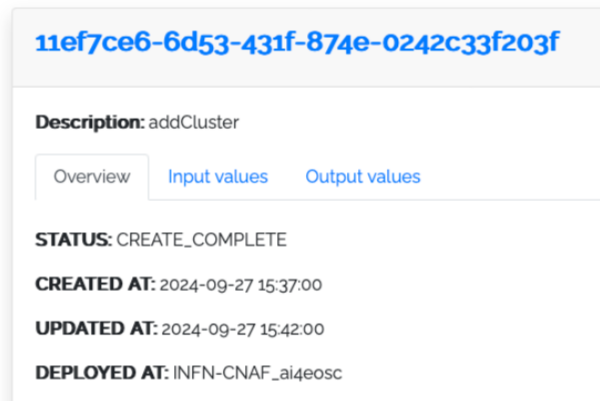 11ef7ce6-6d53-431f-874e-0242c33f203f
Description: addCluster
Overview Input values Output values
STATUS: CREATE_COMPLETE
CREATED AT: 2024-09-27 15:37:00
UPDATED AT: 2024-09-27 15:42:00
DEPLOYED AT: INFN-CNAF_ai4eosc